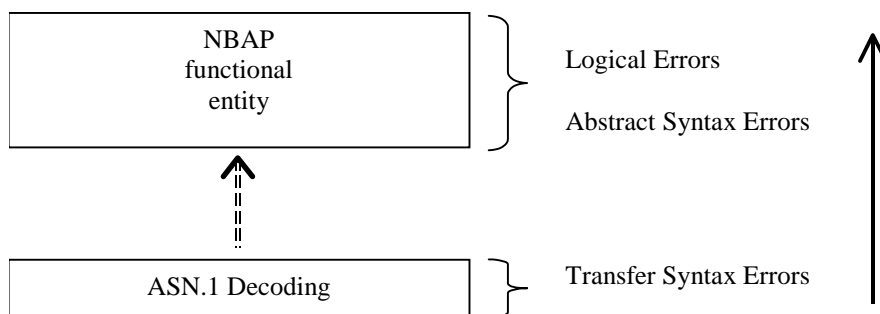 NBAP
functional
entity
Logical Errors
Abstract Syntax Errors
ASN.1 Decoding
Transfer Syntax Errors